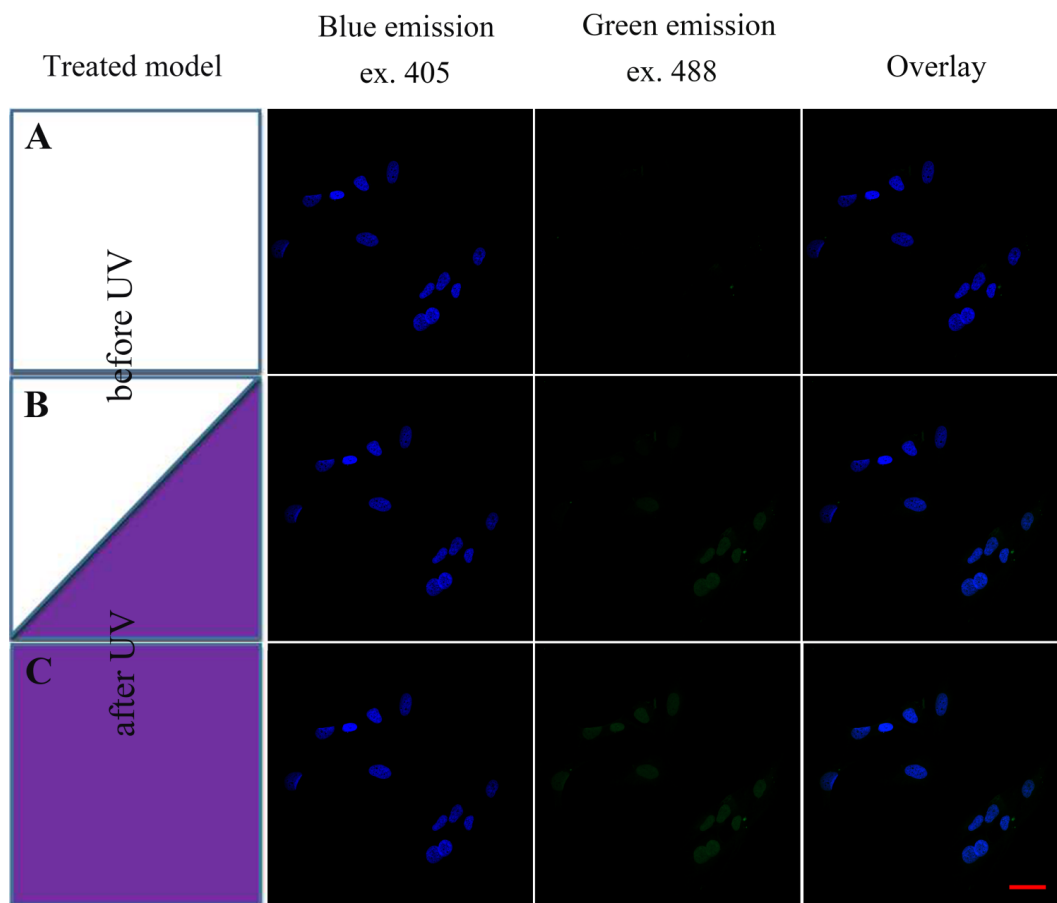 Treated model
Blue emission
ex. 405
Green emission
ex. 488
Overlay
A
before UV
B
after UV
C